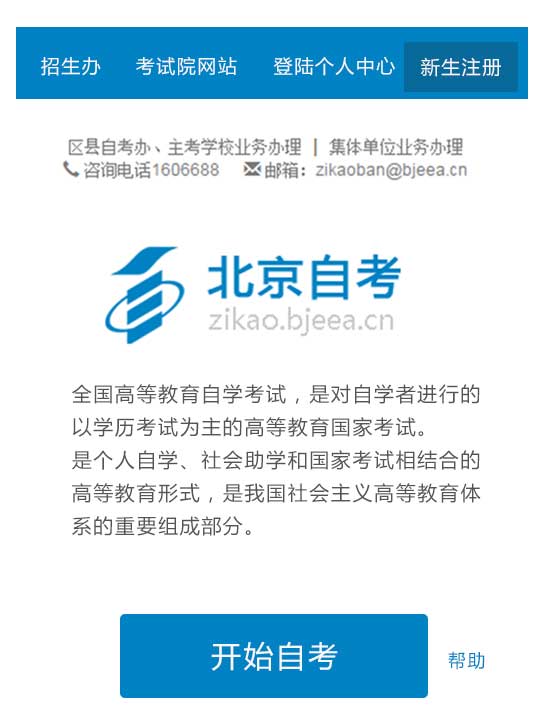 招生办 考试院网站 登陆个人中心 新生注册
区县自考办、主考学校业务办理 | 集体单位业务办理
咨询电话1606688 邮箱：zikaoban@bjeea.cn
北京自考
zikao.bjeea.cn
全国高等教育自学考试，是对自学者进行的
以学历考试为主的高等教育国家考试。
是个人自学、社会助学和国家考试相结合的
高等教育形式，是我国社会主义高等教育体
系的重要组成部分。
开始自考 帮助